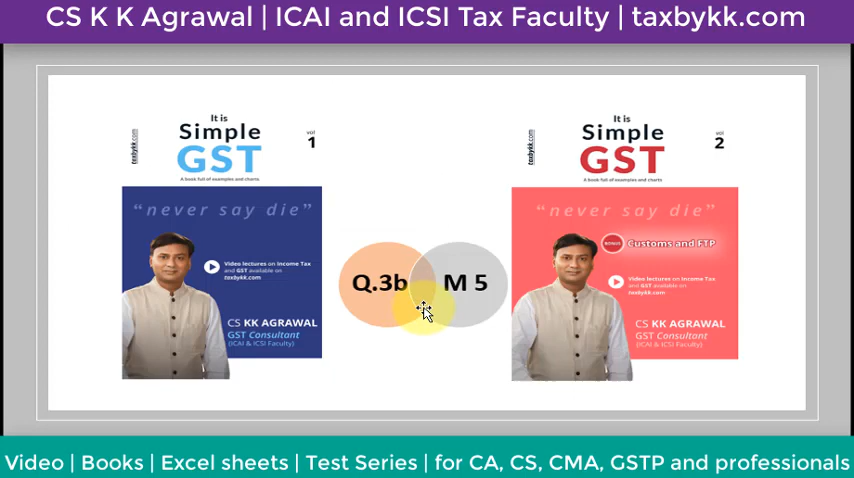 CS K K Agrawal | ICAI and ICSI Tax Faculty | taxbykk.com
taxbykk.com
It is
Simple
GST
A book full of examples and charts
vol
1
"never say die"
Video lectures on Income Tax
and GST available on
taxbykk.com
CS KK AGRAWAL
GST Consultant
(ICAI & ICSI Faculty)
Q.3b
M 5
taxbykk.com
It is
Simple
GST
A book full of examples and charts
vol
2
"never say die"
BONUS
Customs and FTP
Video lectures on Income Tax
and GST available on
taxbykk.com
CS KK AGRAWAL
GST Consultant
(ICAI & ICSI Faculty)
Video | Books | Excel sheets | Test Series | for CA, CS, CMA, GSTP and professionals